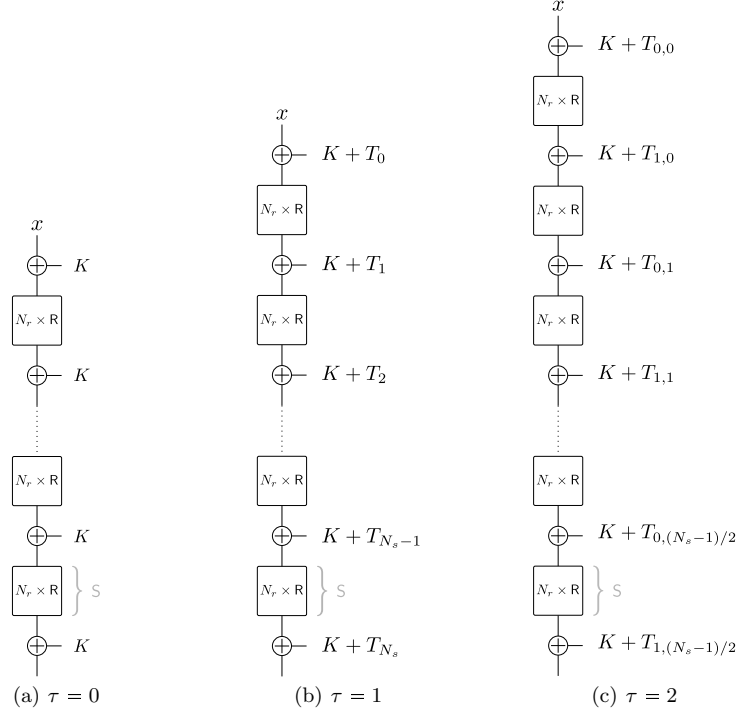 x
K
N_r × R
K
N_r × R
K
N_r × R
} S
K
(a) τ = 0
x
K + T_0
N_r × R
K + T_1
N_r × R
K + T_2
N_r × R
K + T_{N_s−1}
N_r × R
} S
K + T_{N_s}
(b) τ = 1
x
K + T_{0,0}
N_r × R
K + T_{1,0}
N_r × R
K + T_{0,1}
N_r × R
K + T_{1,1}
N_r × R
K + T_{0,(N_s−1)/2}
N_r × R
} S
K + T_{1,(N_s−1)/2}
(c) τ = 2